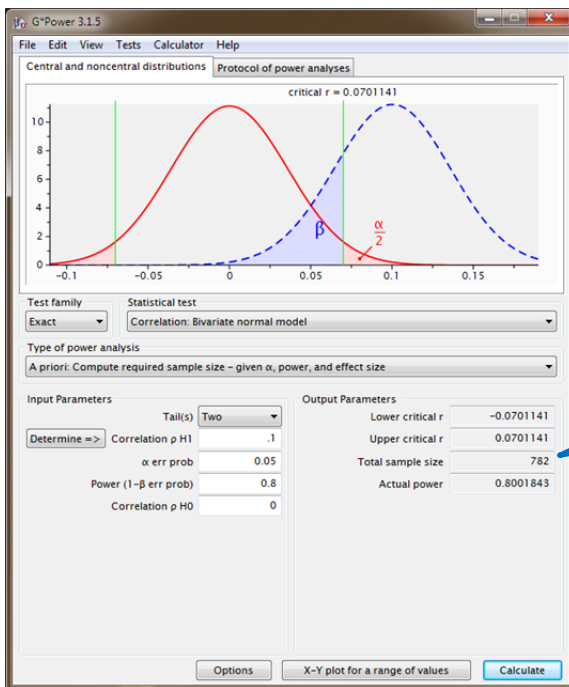 G*Power 3.1.5
File Edit View Tests Calculator Help
Central and noncentral distributions Protocol of power analyses
critical r = 0.0701141
10
8
6
4
2
0
β
α
2
-0.1 -0.05 0 0.05 0.1 0.15
Test family Statistical test
Exact Correlation: Bivariate normal model
Type of power analysis
A priori: Compute required sample size – given α, power, and effect size
Input Parameters
Tail(s) Two
Determine => Correlation ρ H1 .1
α err prob 0.05
Power (1-β err prob) 0.8
Correlation ρ H0 0
Output Parameters
Lower critical r -0.0701141
Upper critical r 0.0701141
Total sample size 782
Actual power 0.8001843
Options X-Y plot for a range of values Calculate